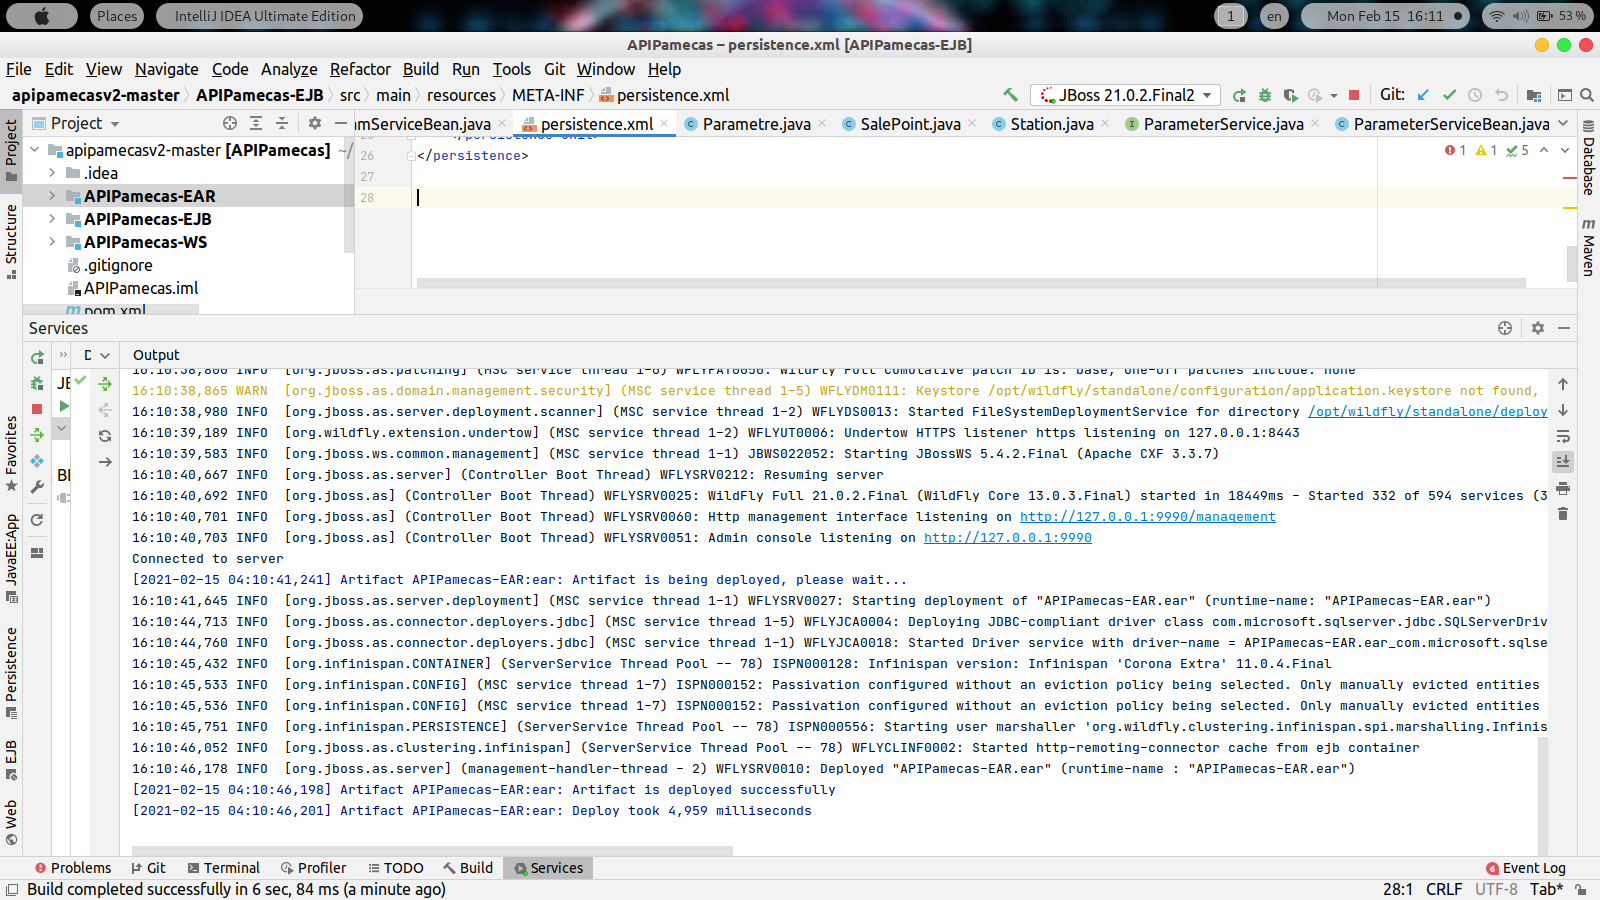 Places
IntelliJ IDEA Ultimate Edition
1
en
Mon Feb 15 16:11
53 %
APIPamecas – persistence.xml [APIPamecas-EJB]
File Edit View Navigate Code Analyze Refactor Build Run Tools Git Window Help
apipamecasv2-master APIPamecas-EJB src main resources META-INF persistence.xml
JBoss 21.0.2.Final2
Git:
Project
mServiceBean.java persistence.xml Parametre.java SalePoint.java Station.java ParameterService.java ParameterServiceBean.java
apipamecasv2-master [APIPamecas] ~/
.idea
APIPamecas-EAR
APIPamecas-EJB
APIPamecas-WS
.gitignore
APIPamecas.iml
pom.xml
26 </persistence>
27
28
1 1 5
Project
Structure
Favorites
JavaEE:App
Persistence
EJB
Web
Database
Maven
Services
D
Output
16:10:38,800 INFO [org.jboss.as.patching] (MSC service thread 1-6) WFLYPAT0050: WildFly Full cumulative patch ID is: base, one-off patches include: none
16:10:38,865 WARN [org.jboss.as.domain.management.security] (MSC service thread 1-5) WFLYDM0111: Keystore /opt/wildfly/standalone/configuration/application.keystore not found,
16:10:38,980 INFO [org.jboss.as.server.deployment.scanner] (MSC service thread 1-2) WFLYDS0013: Started FileSystemDeploymentService for directory /opt/wildfly/standalone/deploy
16:10:39,189 INFO [org.wildfly.extension.undertow] (MSC service thread 1-2) WFLYUT0006: Undertow HTTPS listener https listening on 127.0.0.1:8443
16:10:39,583 INFO [org.jboss.ws.common.management] (MSC service thread 1-1) JBWS022052: Starting JBossWS 5.4.2.Final (Apache CXF 3.3.7)
16:10:40,667 INFO [org.jboss.as.server] (Controller Boot Thread) WFLYSRV0212: Resuming server
16:10:40,692 INFO [org.jboss.as] (Controller Boot Thread) WFLYSRV0025: WildFly Full 21.0.2.Final (WildFly Core 13.0.3.Final) started in 18449ms - Started 332 of 594 services (3
16:10:40,701 INFO [org.jboss.as] (Controller Boot Thread) WFLYSRV0060: Http management interface listening on http://127.0.0.1:9990/management
16:10:40,703 INFO [org.jboss.as] (Controller Boot Thread) WFLYSRV0051: Admin console listening on http://127.0.0.1:9990
Connected to server
[2021-02-15 04:10:41,241] Artifact APIPamecas-EAR:ear: Artifact is being deployed, please wait...
16:10:41,645 INFO [org.jboss.as.server.deployment] (MSC service thread 1-1) WFLYSRV0027: Starting deployment of "APIPamecas-EAR.ear" (runtime-name: "APIPamecas-EAR.ear")
16:10:44,713 INFO [org.jboss.as.connector.deployers.jdbc] (MSC service thread 1-5) WFLYJCA0004: Deploying JDBC-compliant driver class com.microsoft.sqlserver.jdbc.SQLServerDriv
16:10:44,760 INFO [org.jboss.as.connector.deployers.jdbc] (MSC service thread 1-1) WFLYJCA0018: Started Driver service with driver-name = APIPamecas-EAR.ear_com.microsoft.sqlse
16:10:45,432 INFO [org.infinispan.CONTAINER] (ServerService Thread Pool -- 78) ISPN000128: Infinispan version: Infinispan 'Corona Extra' 11.0.4.Final
16:10:45,533 INFO [org.infinispan.CONFIG] (MSC service thread 1-7) ISPN000152: Passivation configured without an eviction policy being selected. Only manually evicted entities
16:10:45,536 INFO [org.infinispan.CONFIG] (MSC service thread 1-7) ISPN000152: Passivation configured without an eviction policy being selected. Only manually evicted entities
16:10:45,751 INFO [org.infinispan.PERSISTENCE] (ServerService Thread Pool -- 78) ISPN000556: Starting user marshaller 'org.wildfly.clustering.infinispan.spi.marshalling.Infinis
16:10:46,052 INFO [org.jboss.as.clustering.infinispan] (ServerService Thread Pool -- 78) WFLYCLINF0002: Started http-remoting-connector cache from ejb container
16:10:46,178 INFO [org.jboss.as.server] (management-handler-thread - 2) WFLYSRV0010: Deployed "APIPamecas-EAR.ear" (runtime-name : "APIPamecas-EAR.ear")
[2021-02-15 04:10:46,198] Artifact APIPamecas-EAR:ear: Artifact is deployed successfully
[2021-02-15 04:10:46,201] Artifact APIPamecas-EAR:ear: Deploy took 4,959 milliseconds
Problems Git Terminal Profiler TODO Build Services
6 Event Log
Build completed successfully in 6 sec, 84 ms (a minute ago)
28:1 CRLF UTF-8 Tab*